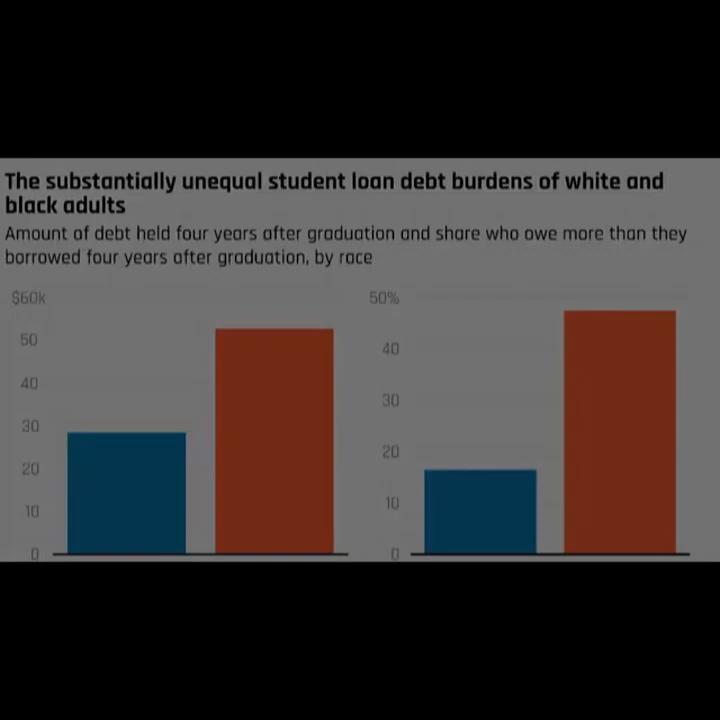 The substantially unequal student loan debt burdens of white and
black adults
Amount of debt held four years after graduation and share who owe more than they
borrowed four years after graduation, by race
$60k
50
40
30
20
10
0
50%
40
30
20
10
0